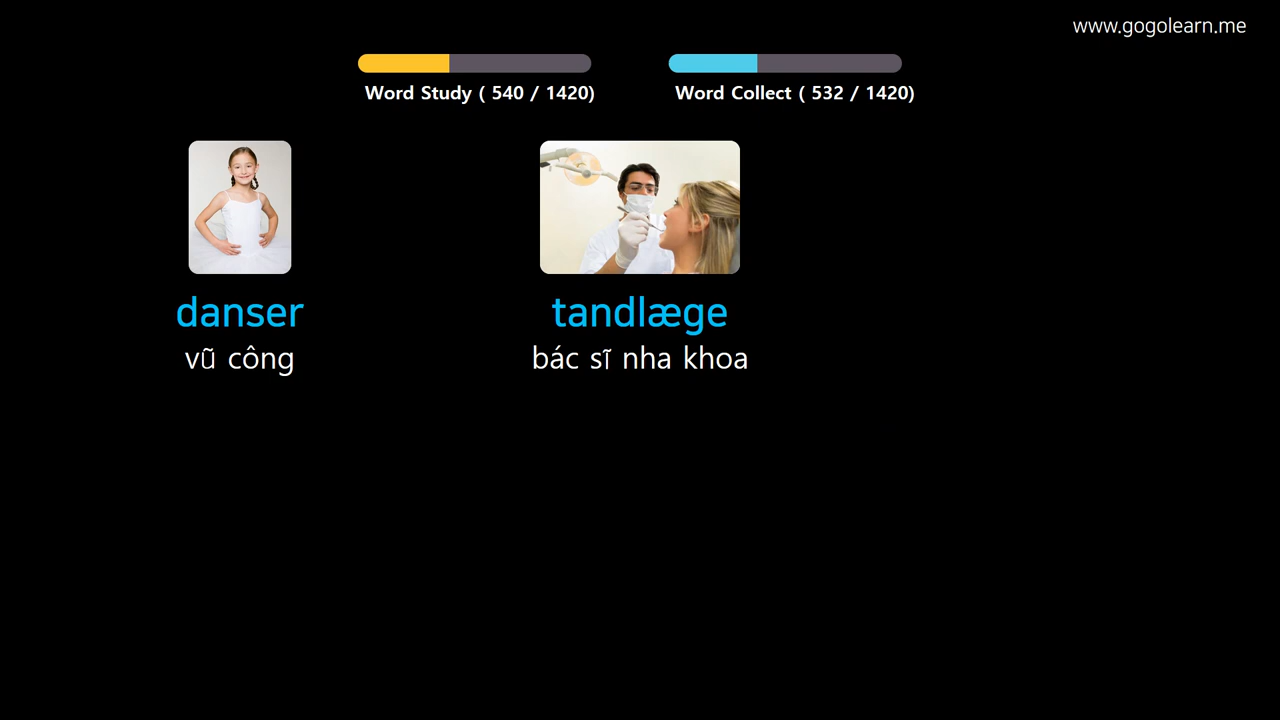 www.gogolearn.me
Word Study ( 540 / 1420)
Word Collect ( 532 / 1420)
danser
tandlæge
vũ công
bác sĩ nha khoa